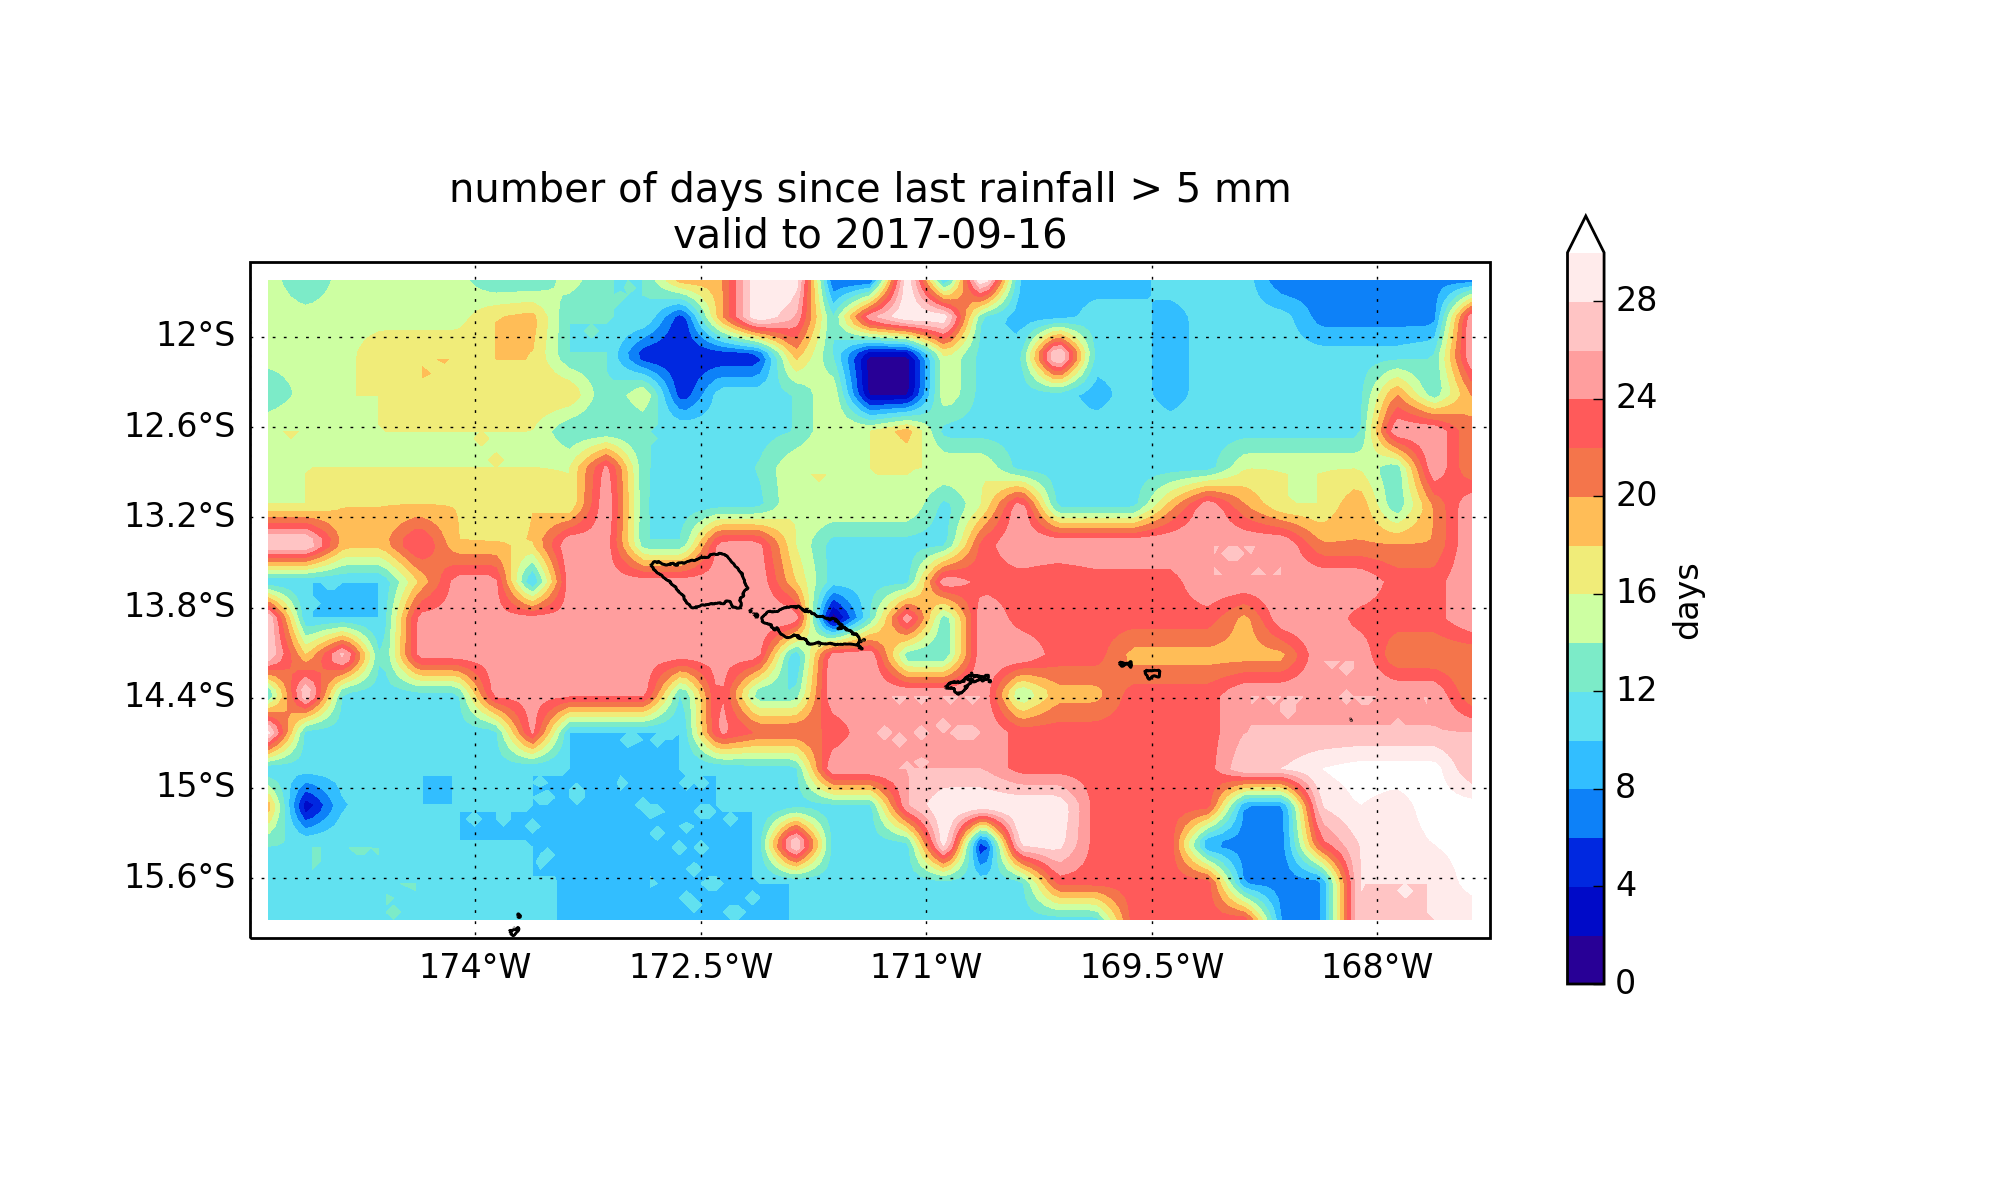 number of days since last rainfall > 5 mm
valid to 2017-09-16
12°S
12.6°S
13.2°S
13.8°S
14.4°S
15°S
15.6°S
174°W
172.5°W
171°W
169.5°W
168°W
28
24
20
16
12
8
4
0
days